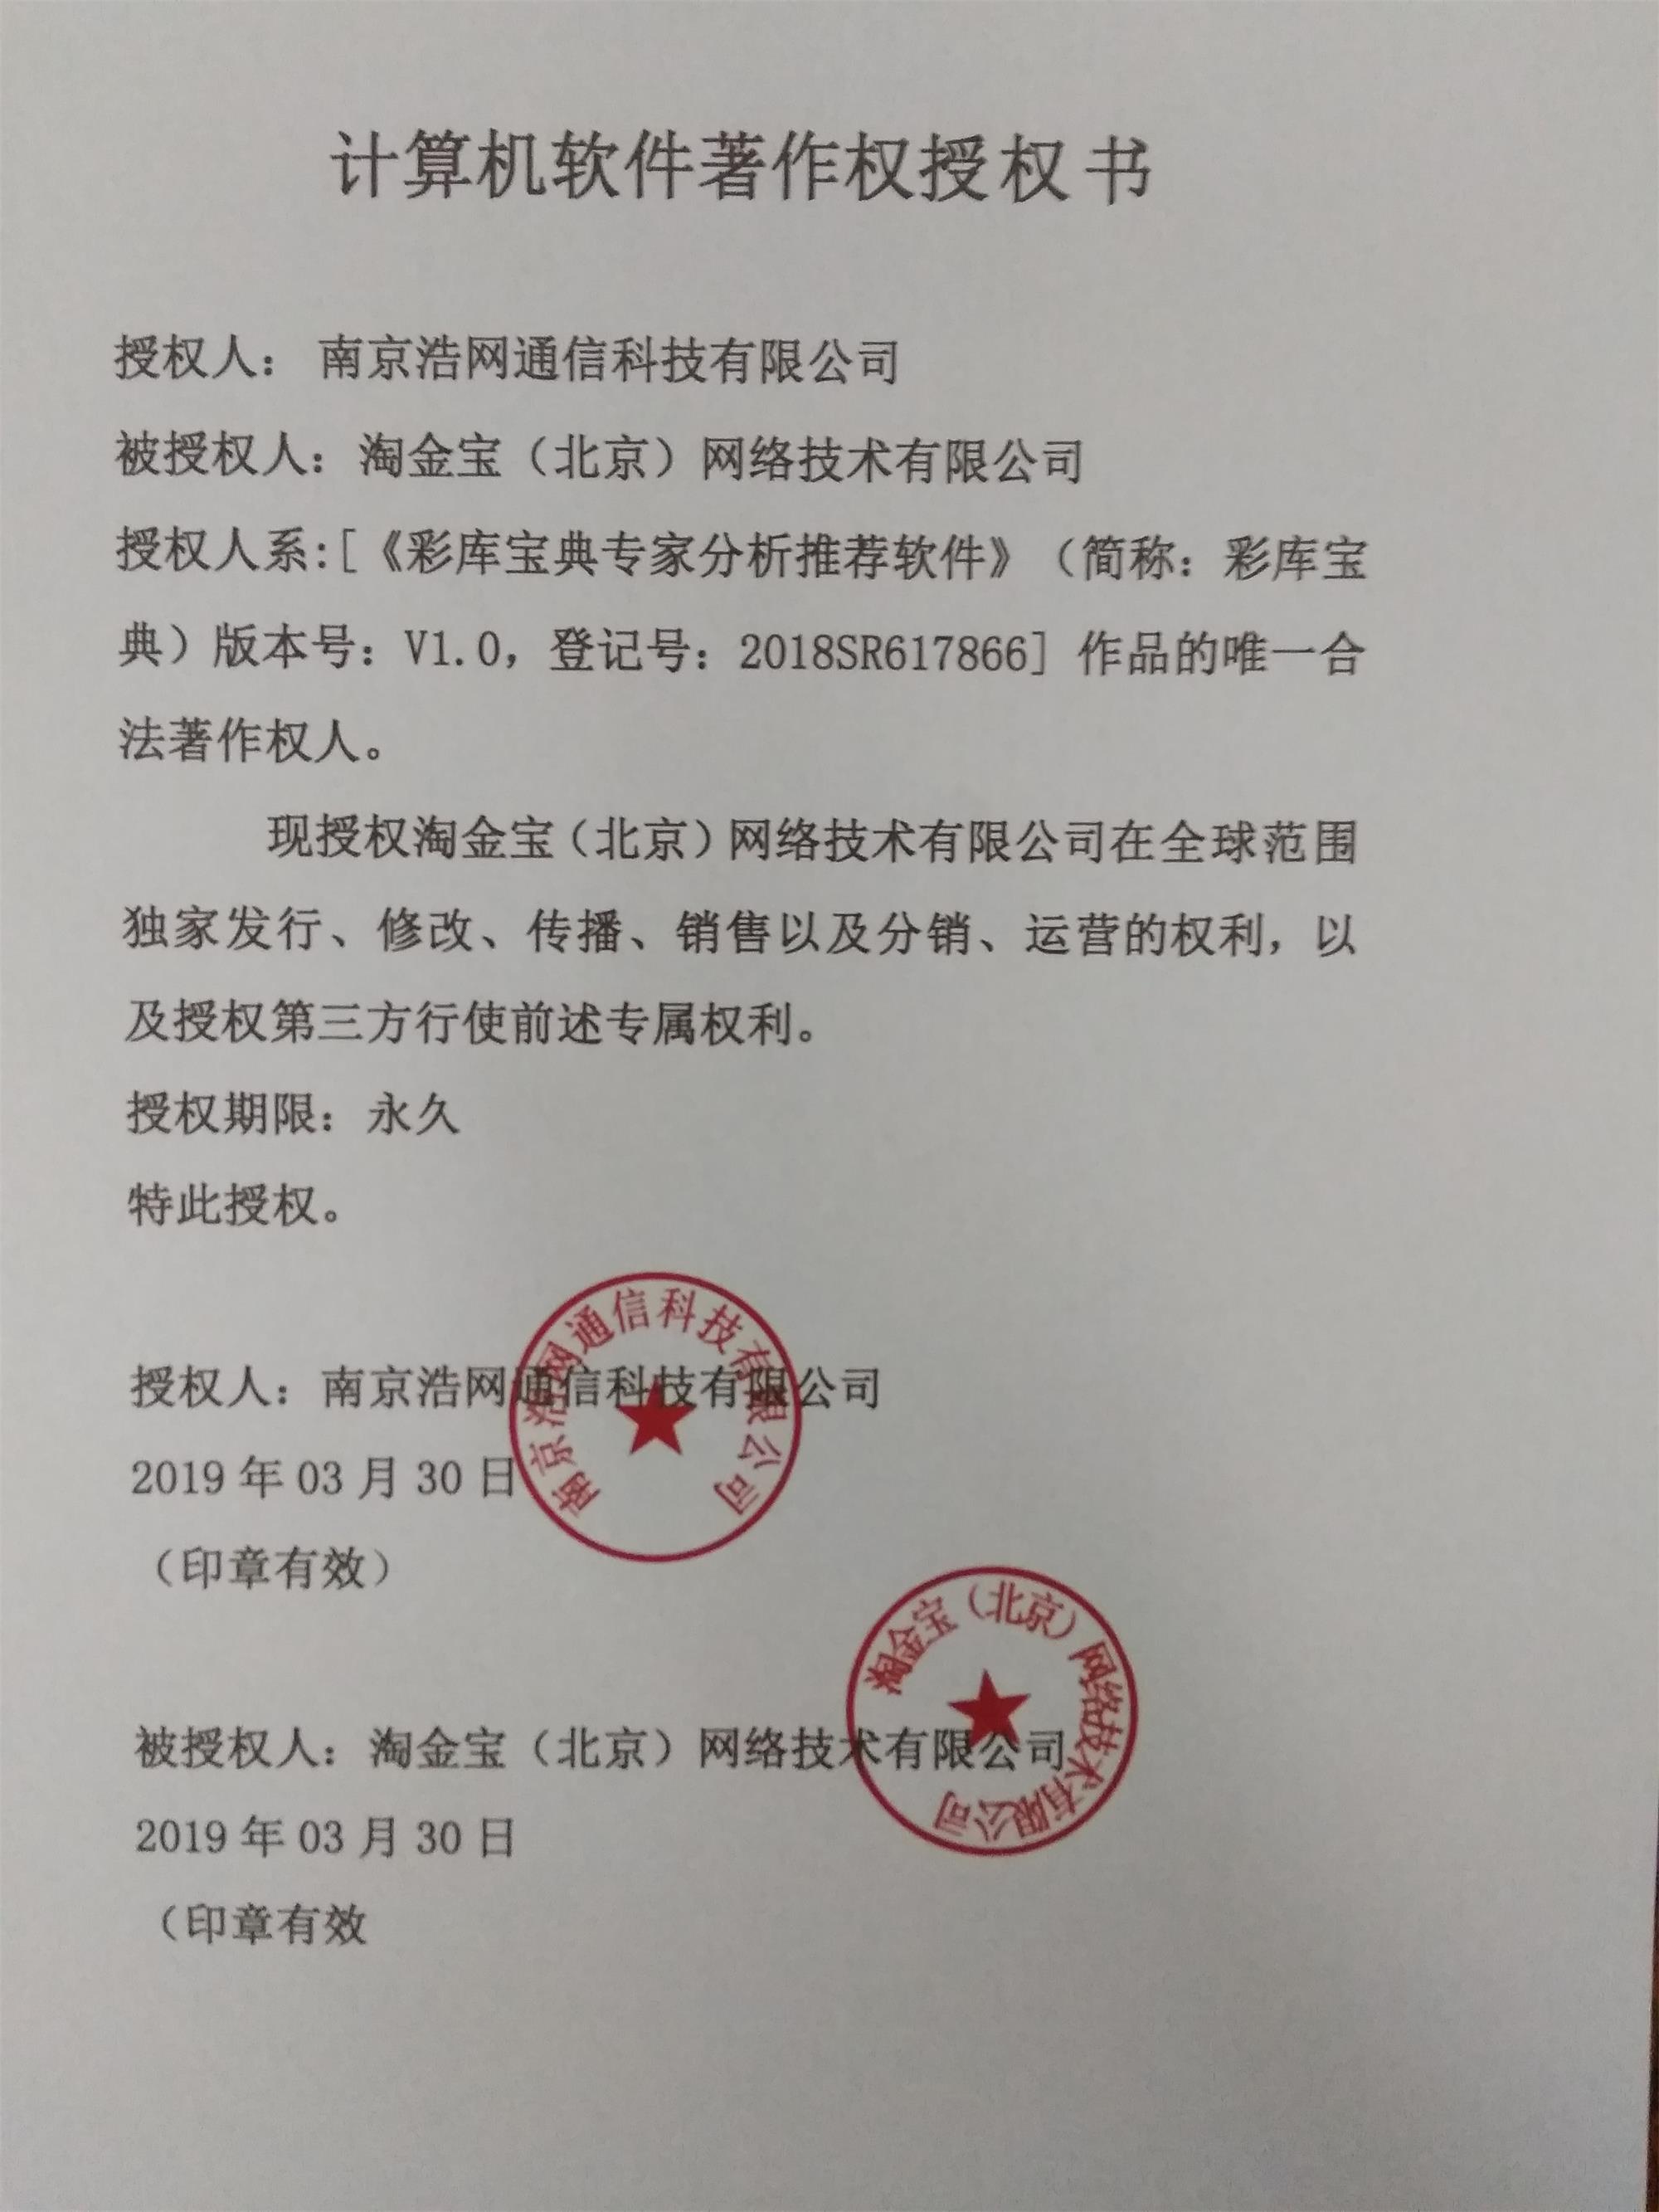 计算机软件著作权授权书
授权人： 南京浩网通信科技有限公司
被授权人：淘金宝（北京）网络技术有限公司
授权人系:[《彩库宝典专家分析推荐软件》（简称：彩库宝
典）版本号：V1.0，登记号：2018SR617866] 作品的唯一合
法著作权人。
现授权淘金宝（北京）网络技术有限公司在全球范围
独家发行、修改、传播、销售以及分销、运营的权利，以
及授权第三方行使前述专属权利。
授权期限：永久
特此授权。
南京浩网通信科技有限公司
授权人：南京浩网通信科技有限公司
2019 年 03 月 30 日
（印章有效）
淘金宝（北京）网络技术有限公司
被授权人：淘金宝（北京）网络技术有限公司
2019 年 03 月 30 日
（印章有效